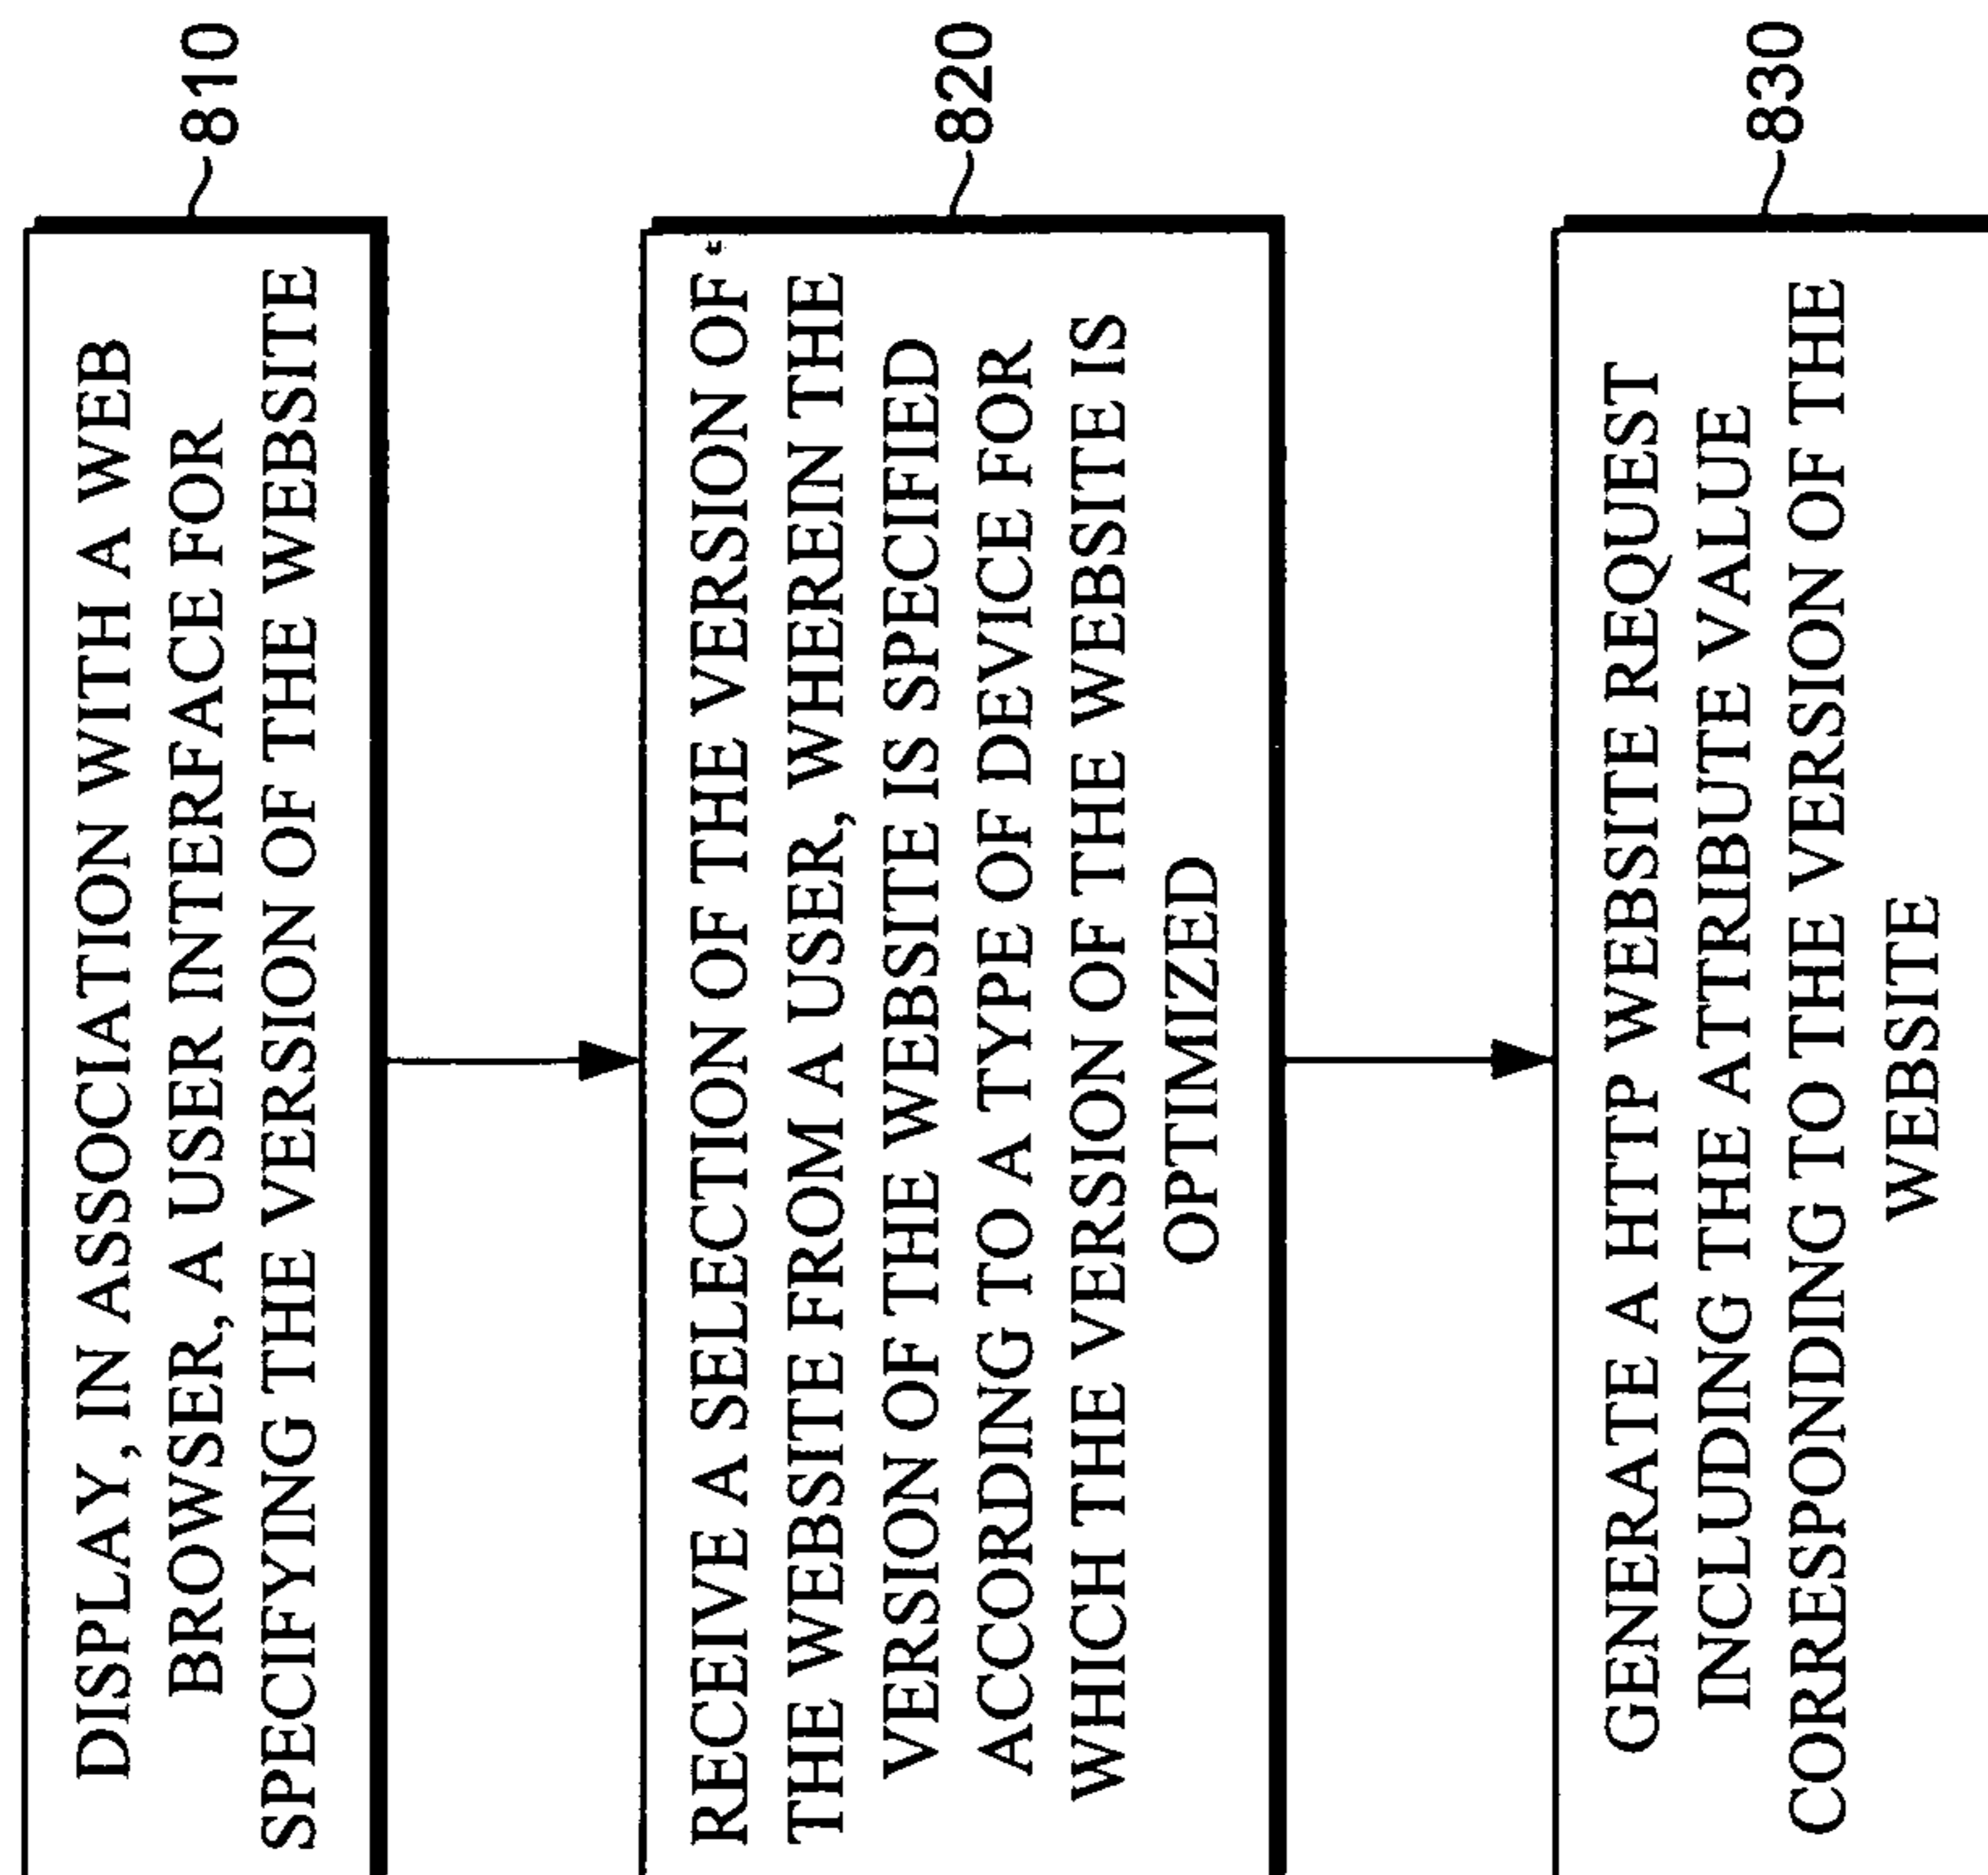 DISPLAY, IN ASSOCIATION WITH A WEB
BROWSER, A USER INTERFACE FOR
SPECIFYING THE VERSION OF THE WEBSITE
810
RECEIVE A SELECTION OF THE VERSION OF
THE WEBSITE FROM A USER, WHEREIN THE
VERSION OF THE WEBSITE IS SPECIFIED
ACCORDING TO A TYPE OF DEVICE FOR
WHICH THE VERSION OF THE WEBSITE IS
OPTIMIZED
820
GENERATE A HTTP WEBSITE REQUEST
INCLUDING THE ATTRIBUTE VALUE
CORRESPONDING TO THE VERSION OF THE
WEBSITE
830